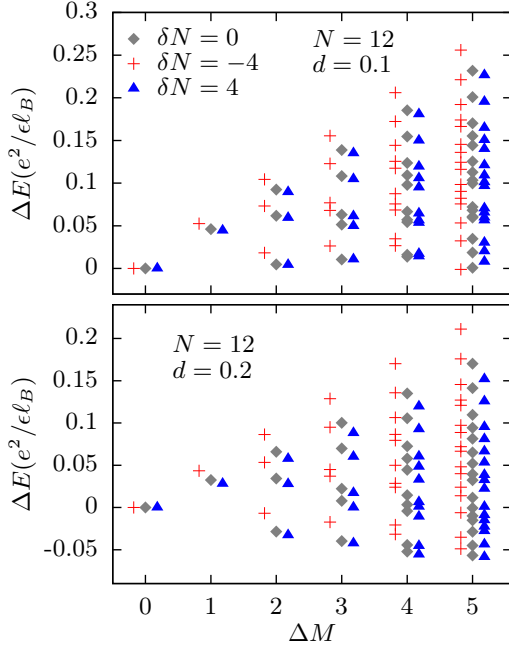 ΔE(e²/ϵℓ_B)
0.3
0.25
0.2
0.15
0.1
0.05
0
δN = 0
δN = −4
δN = 4
N = 12
d = 0.1
ΔE(e²/ϵℓ_B)
0.2
0.15
0.1
0.05
0
-0.05
N = 12
d = 0.2
0 1 2 3 4 5
ΔM